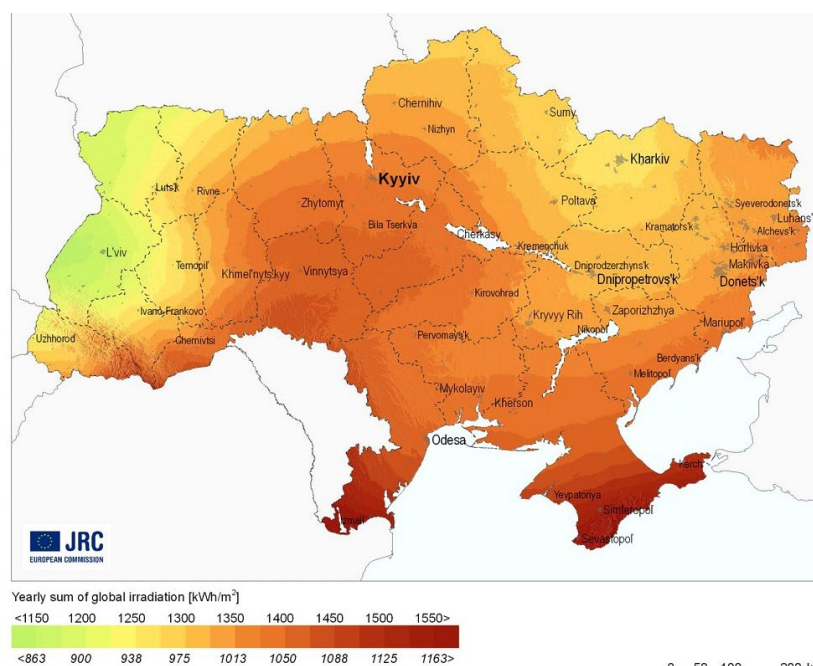 Chernihiv
Sumy
Nizhyn
Kharkiv
Kyyiv
Luts'k
Rivne
Zhytomyr
Poltava
Syeverodonets'k
Luhans'
Bila Tserkva
Kramators'k
Alchevs'k
Cherkasy
L'viv
Kremenchuk
Horlivka
Ternopil'
Khmel'nyts'kyy
Vinnytsya
Dniprodzerzhyns'k
Makiivka
Dnipropetrovs'k
Donets'k
Kirovohrad
Ivano-Frankovo
Kryvyy Rih
Zaporizhzhya
Mariupol'
Uzhhorod
Chernivtsi
Pervomays'k
Nikopol'
Berdyans'k
Melitopol'
Mykolayiv
Kherson
Odesa
Kerch
Yevpatoriya
Simferopol'
Sevastopol'
JRC
EUROPEAN COMMISSION
Yearly sum of global irradiation [kWh/m²]
<1150 1200 1250 1300 1350 1400 1450 1500 1550>
<863 900 938 975 1013 1050 1088 1125 1163>